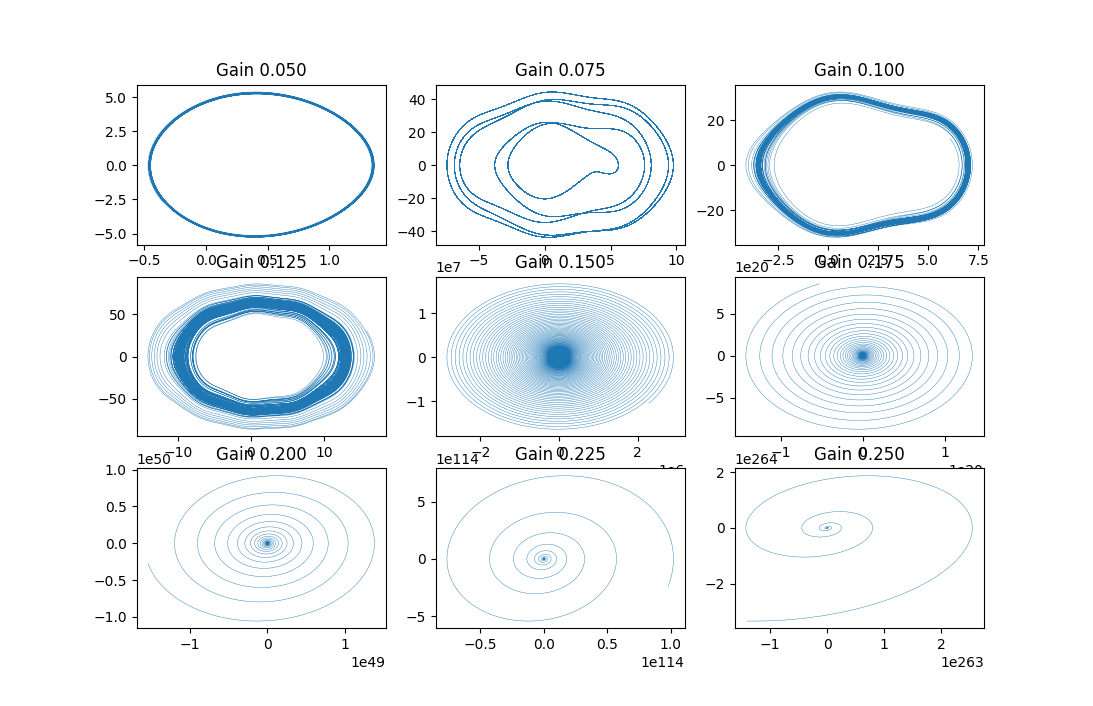 Gain 0.050
5.0
2.5
0.0
−2.5
−5.0
−0.5 0.0 0.5 1.0
Gain 0.075
40
20
0
−20
−40
−5 0 5 10
Gain 0.100
20
0
−20
−2.5 0.0 2.5 5.0 7.5
Gain 0.125
50
0
−50
−10 0 10
Gain 0.150
1e7
1
0
−1
−2 0 2
Gain 0.175
1e20
5
0
−5
−1 0 1
Gain 0.200
1e50
1.0
0.5
0.0
−0.5
−1.0
−1 0 1
1e49
Gain 0.225
1e114
5
0
−5
−0.5 0.0 0.5 1.0
1e114
Gain 0.250
1e264
2
0
−2
−1 0 1 2
1e263